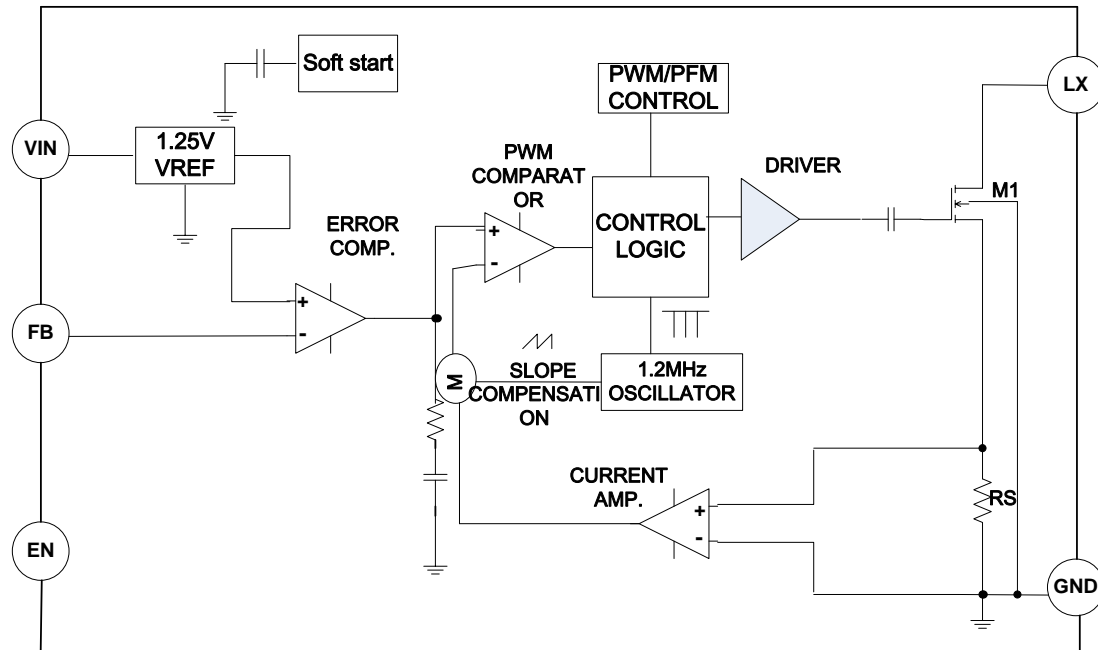 Soft start
PWM/PFM
CONTROL
LX
VIN
1.25V
VREF
PWM
COMPARAT
OR
DRIVER
M1
ERROR
COMP.
CONTROL
LOGIC
+
-
+
-
FB
M
SLOPE
COMPENSATI
ON
1.2MHz
OSCILLATOR
CURRENT
AMP.
+
-
RS
EN
GND